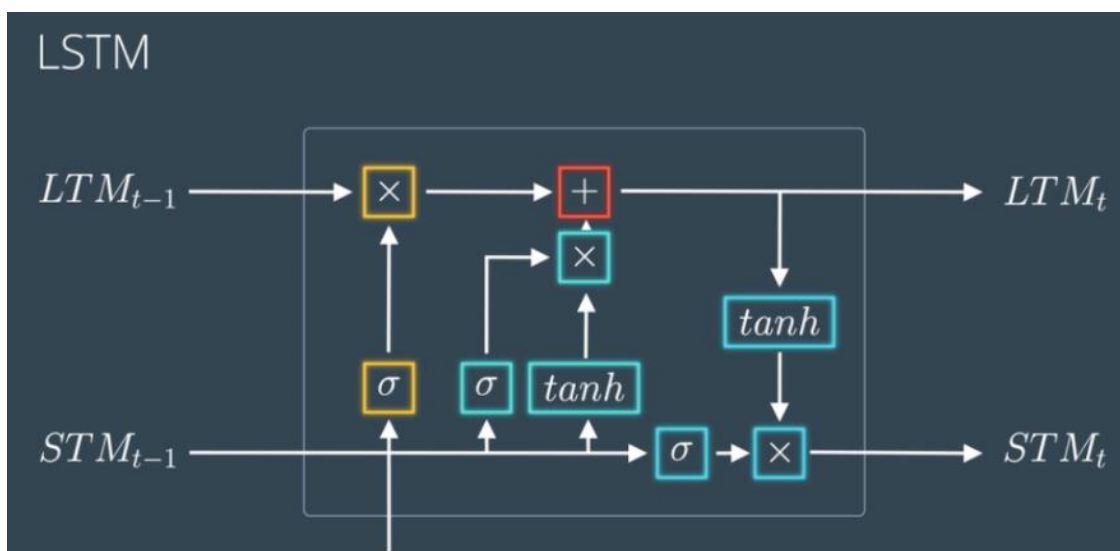 LSTM
LTM_{t-1} × + LTM_t
×
tanh
σ σ tanh
STM_{t-1} σ × STM_t